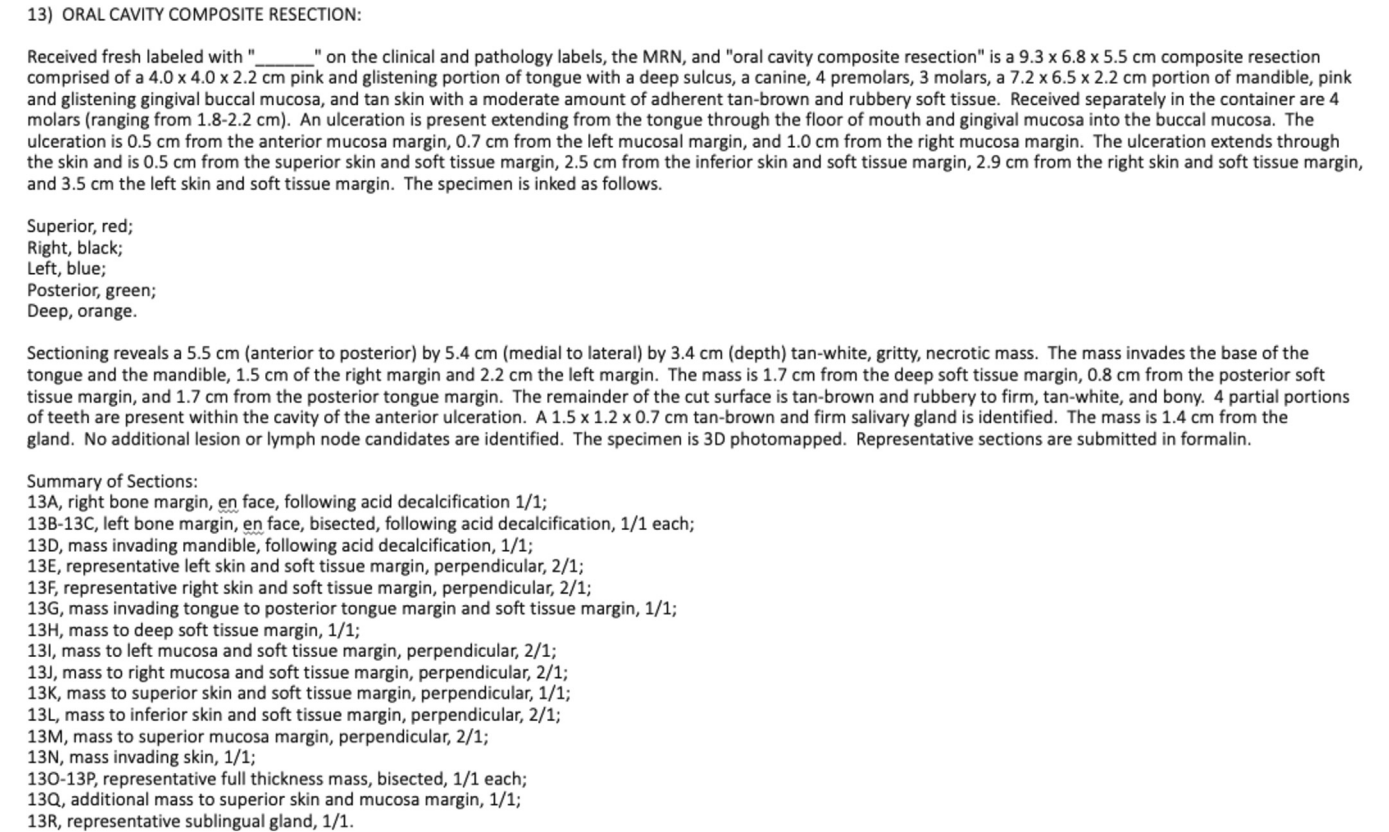 13)  ORAL CAVITY COMPOSITE RESECTION:
Received fresh labeled with "______" on the clinical and pathology labels, the MRN, and "oral cavity composite resection" is a 9.3 x 6.8 x 5.5 cm composite resection
comprised of a 4.0 x 4.0 x 2.2 cm pink and glistening portion of tongue with a deep sulcus, a canine, 4 premolars, 3 molars, a 7.2 x 6.5 x 2.2 cm portion of mandible, pink
and glistening gingival buccal mucosa, and tan skin with a moderate amount of adherent tan-brown and rubbery soft tissue.  Received separately in the container are 4
molars (ranging from 1.8-2.2 cm).  An ulceration is present extending from the tongue through the floor of mouth and gingival mucosa into the buccal mucosa.  The
ulceration is 0.5 cm from the anterior mucosa margin, 0.7 cm from the left mucosal margin, and 1.0 cm from the right mucosa margin.  The ulceration extends through
the skin and is 0.5 cm from the superior skin and soft tissue margin, 2.5 cm from the inferior skin and soft tissue margin, 2.9 cm from the right skin and soft tissue margin,
and 3.5 cm the left skin and soft tissue margin.  The specimen is inked as follows.
Superior, red;
Right, black;
Left, blue;
Posterior, green;
Deep, orange.
Sectioning reveals a 5.5 cm (anterior to posterior) by 5.4 cm (medial to lateral) by 3.4 cm (depth) tan-white, gritty, necrotic mass.  The mass invades the base of the
tongue and the mandible, 1.5 cm of the right margin and 2.2 cm the left margin.  The mass is 1.7 cm from the deep soft tissue margin, 0.8 cm from the posterior soft
tissue margin, and 1.7 cm from the posterior tongue margin.  The remainder of the cut surface is tan-brown and rubbery to firm, tan-white, and bony.  4 partial portions
of teeth are present within the cavity of the anterior ulceration.  A 1.5 x 1.2 x 0.7 cm tan-brown and firm salivary gland is identified.  The mass is 1.4 cm from the
gland.  No additional lesion or lymph node candidates are identified.  The specimen is 3D photomapped.  Representative sections are submitted in formalin.
Summary of Sections:
13A, right bone margin, en face, following acid decalcification 1/1;
13B-13C, left bone margin, en face, bisected, following acid decalcification, 1/1 each;
13D, mass invading mandible, following acid decalcification, 1/1;
13E, representative left skin and soft tissue margin, perpendicular, 2/1;
13F, representative right skin and soft tissue margin, perpendicular, 2/1;
13G, mass invading tongue to posterior tongue margin and soft tissue margin, 1/1;
13H, mass to deep soft tissue margin, 1/1;
13I, mass to left mucosa and soft tissue margin, perpendicular, 2/1;
13J, mass to right mucosa and soft tissue margin, perpendicular, 2/1;
13K, mass to superior skin and soft tissue margin, perpendicular, 1/1;
13L, mass to inferior skin and soft tissue margin, perpendicular, 2/1;
13M, mass to superior mucosa margin, perpendicular, 2/1;
13N, mass invading skin, 1/1;
13O-13P, representative full thickness mass, bisected, 1/1 each;
13Q, additional mass to superior skin and mucosa margin, 1/1;
13R, representative sublingual gland, 1/1.